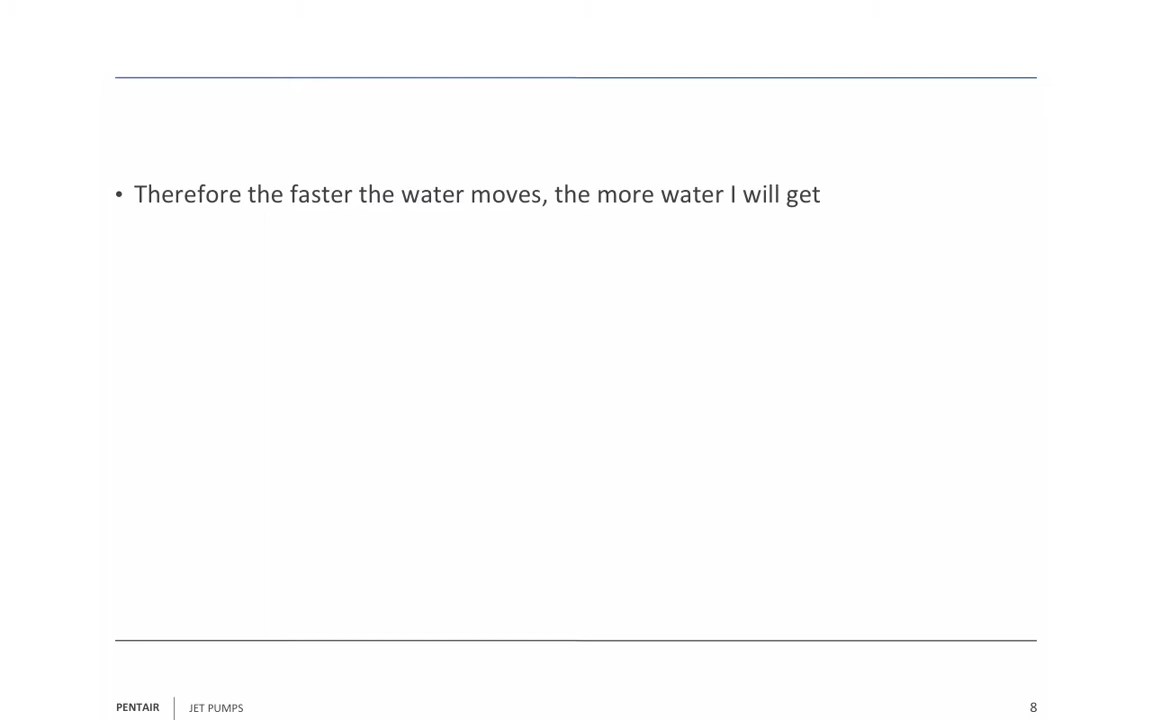 • Therefore the faster the water moves, the more water I will get
PENTAIR | JET PUMPS 8